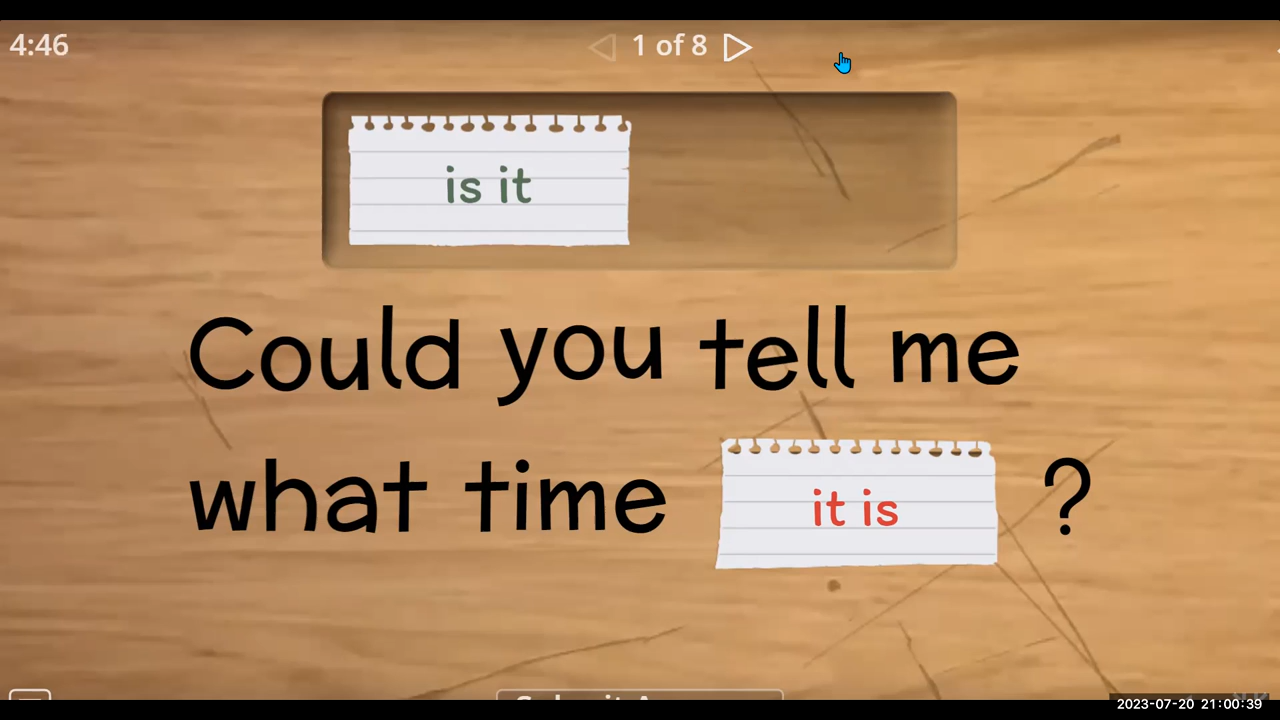 4:46
1 of 8
is it
Could you tell me
what time it is ?
2023-07-20 21:00:39